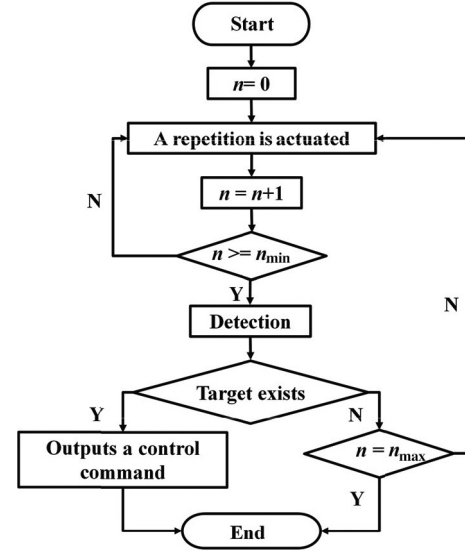 Start
n= 0
A repetition is actuated
N
n = n+1
n >= nmin
Y
N
Detection
Target exists
Y
N
Outputs a control
command
n = nmax
Y
End